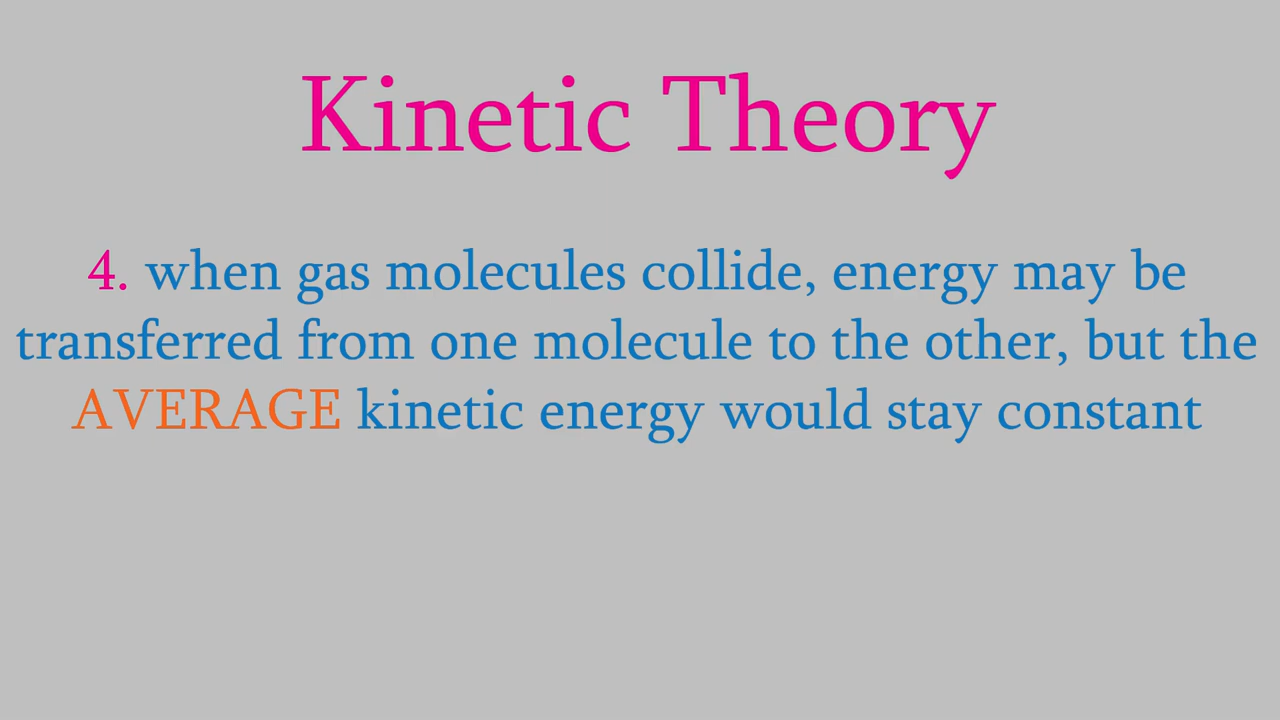 Kinetic Theory
4. when gas molecules collide, energy may be
transferred from one molecule to the other, but the
AVERAGE kinetic energy would stay constant